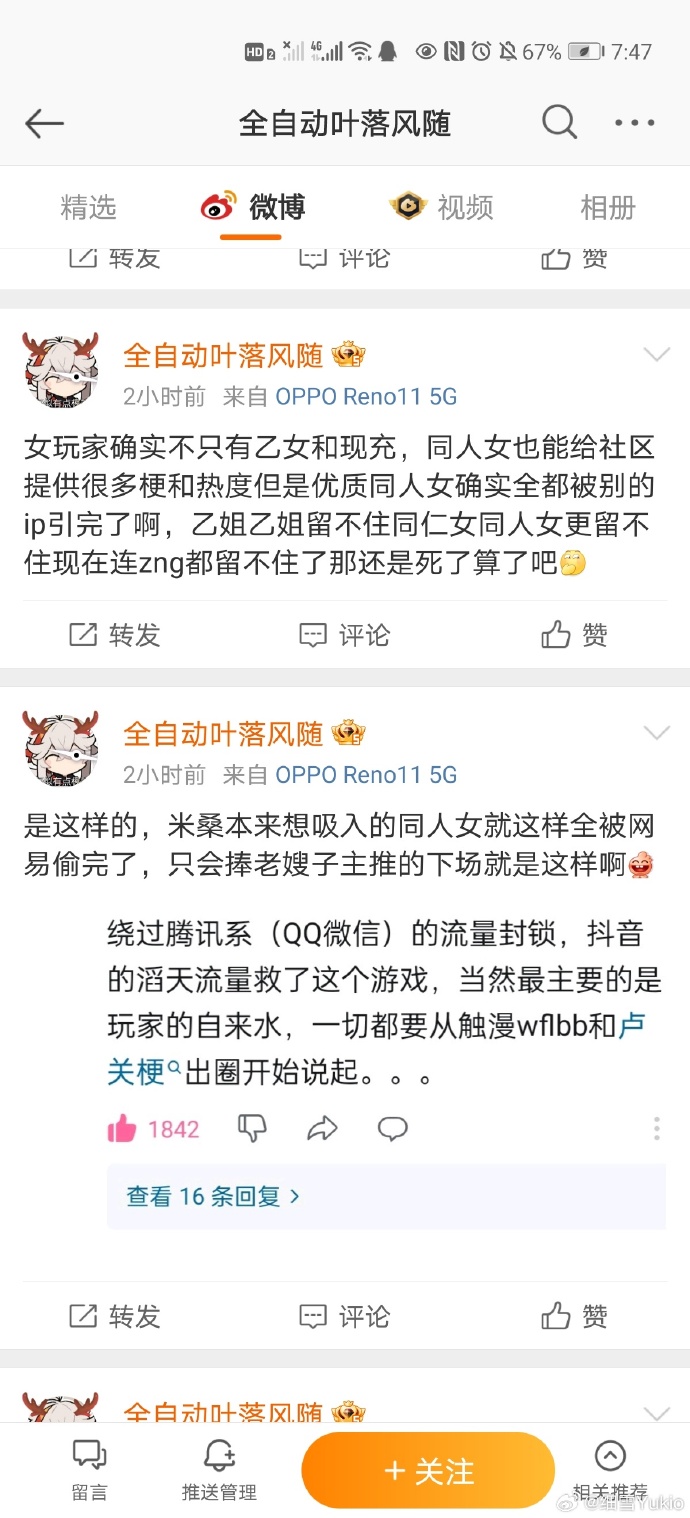 HD 2 4G 67% 7:47
全自动叶落风随
精选 微博 视频 相册
转发 评论 赞
全自动叶落风随
2小时前 来自 OPPO Reno11 5G
女玩家确实不只有乙女和现充，同人女也能给社区
提供很多梗和热度但是优质同人女确实全都被别的
ip引完了啊，乙姐乙姐留不住同仁女同人女更留不
住现在连zng都留不住了那还是死了算了吧
转发 评论 赞
全自动叶落风随
2小时前 来自 OPPO Reno11 5G
是这样的，米桑本来想吸入的同人女就这样全被网
易偷完了，只会捧老嫂子主推的下场就是这样啊
绕过腾讯系（QQ微信）的流量封锁，抖音
的滔天流量救了这个游戏，当然最主要的是
玩家的自来水，一切都要从触漫wflbb和卢
关梗出圈开始说起。。。
1842
查看 16 条回复 >
转发 评论 赞
全自动叶落风随
留言 推送管理 + 关注 相关推荐
@细雪Yukio